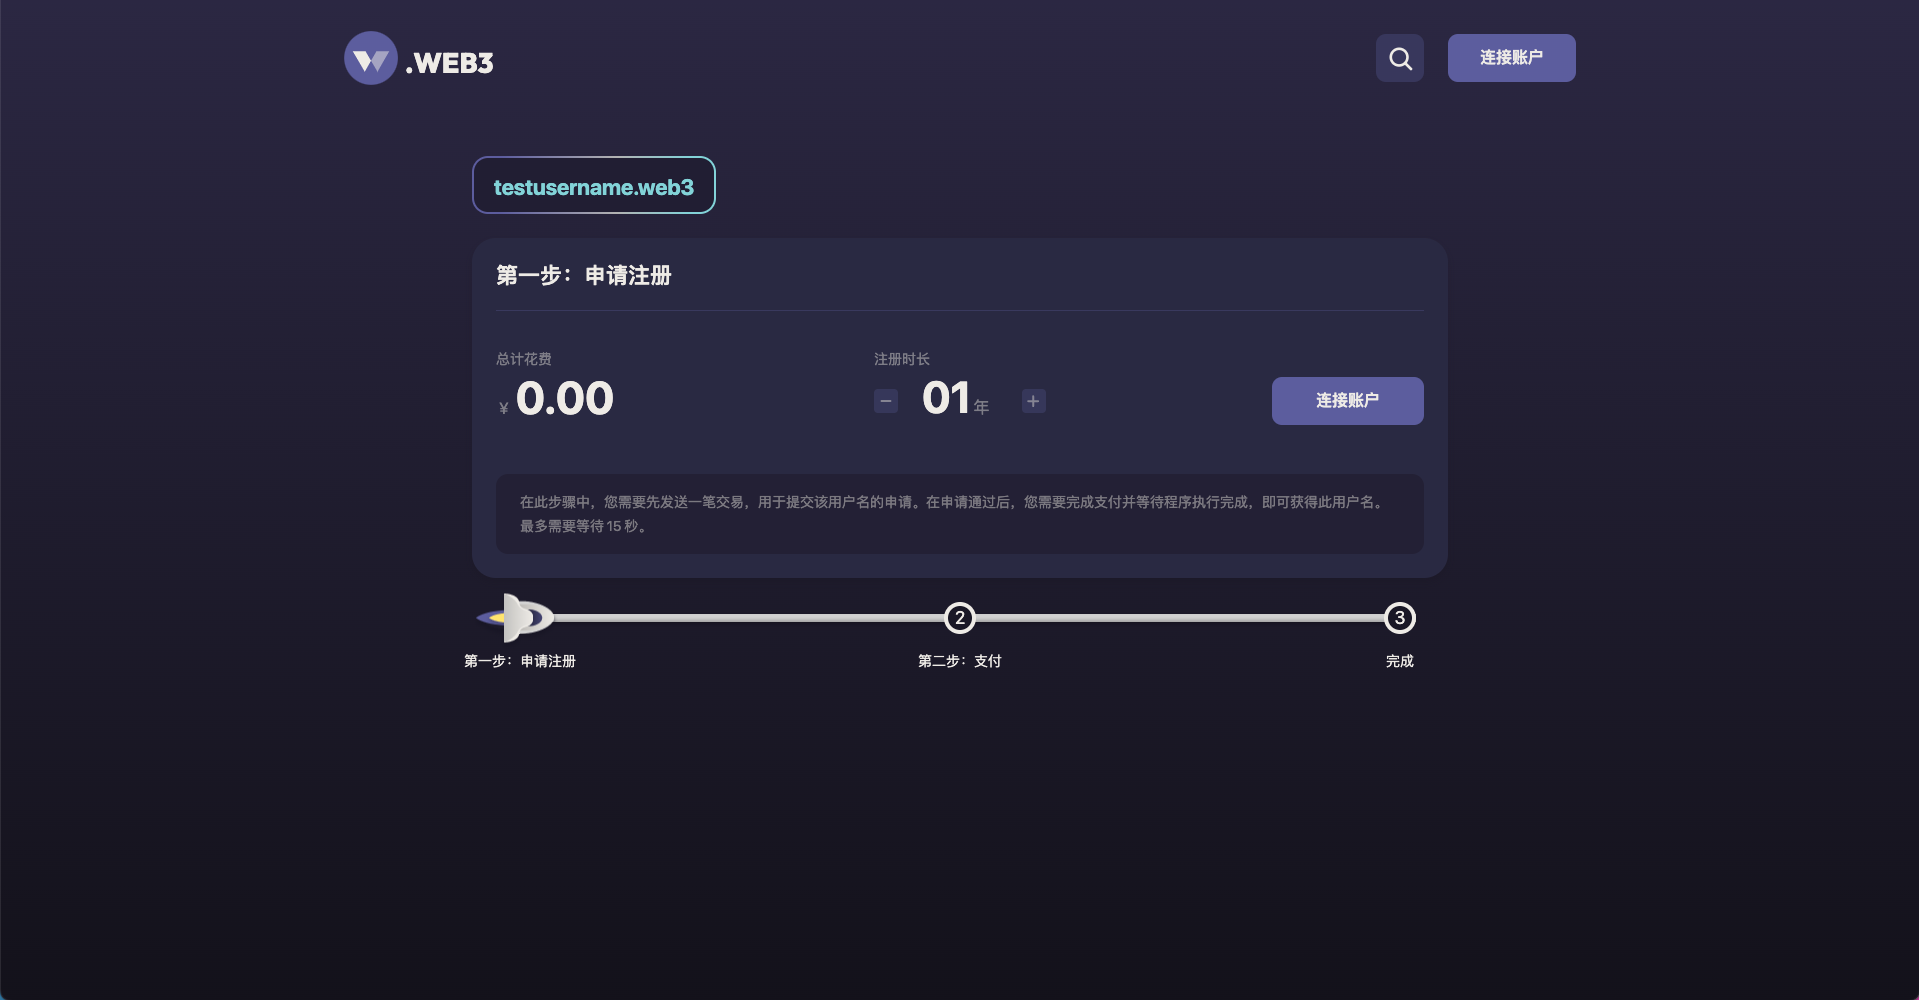 .WEB3
连接账户
testusername.web3
第一步：申请注册
总计花费
¥ 0.00
注册时长
01 年
连接账户
在此步骤中，您需要先发送一笔交易，用于提交该用户名的申请。在申请通过后，您需要完成支付并等待程序执行完成，即可获得此用户名。
最多需要等待 15 秒。
2
3
第一步：申请注册
第二步：支付
完成